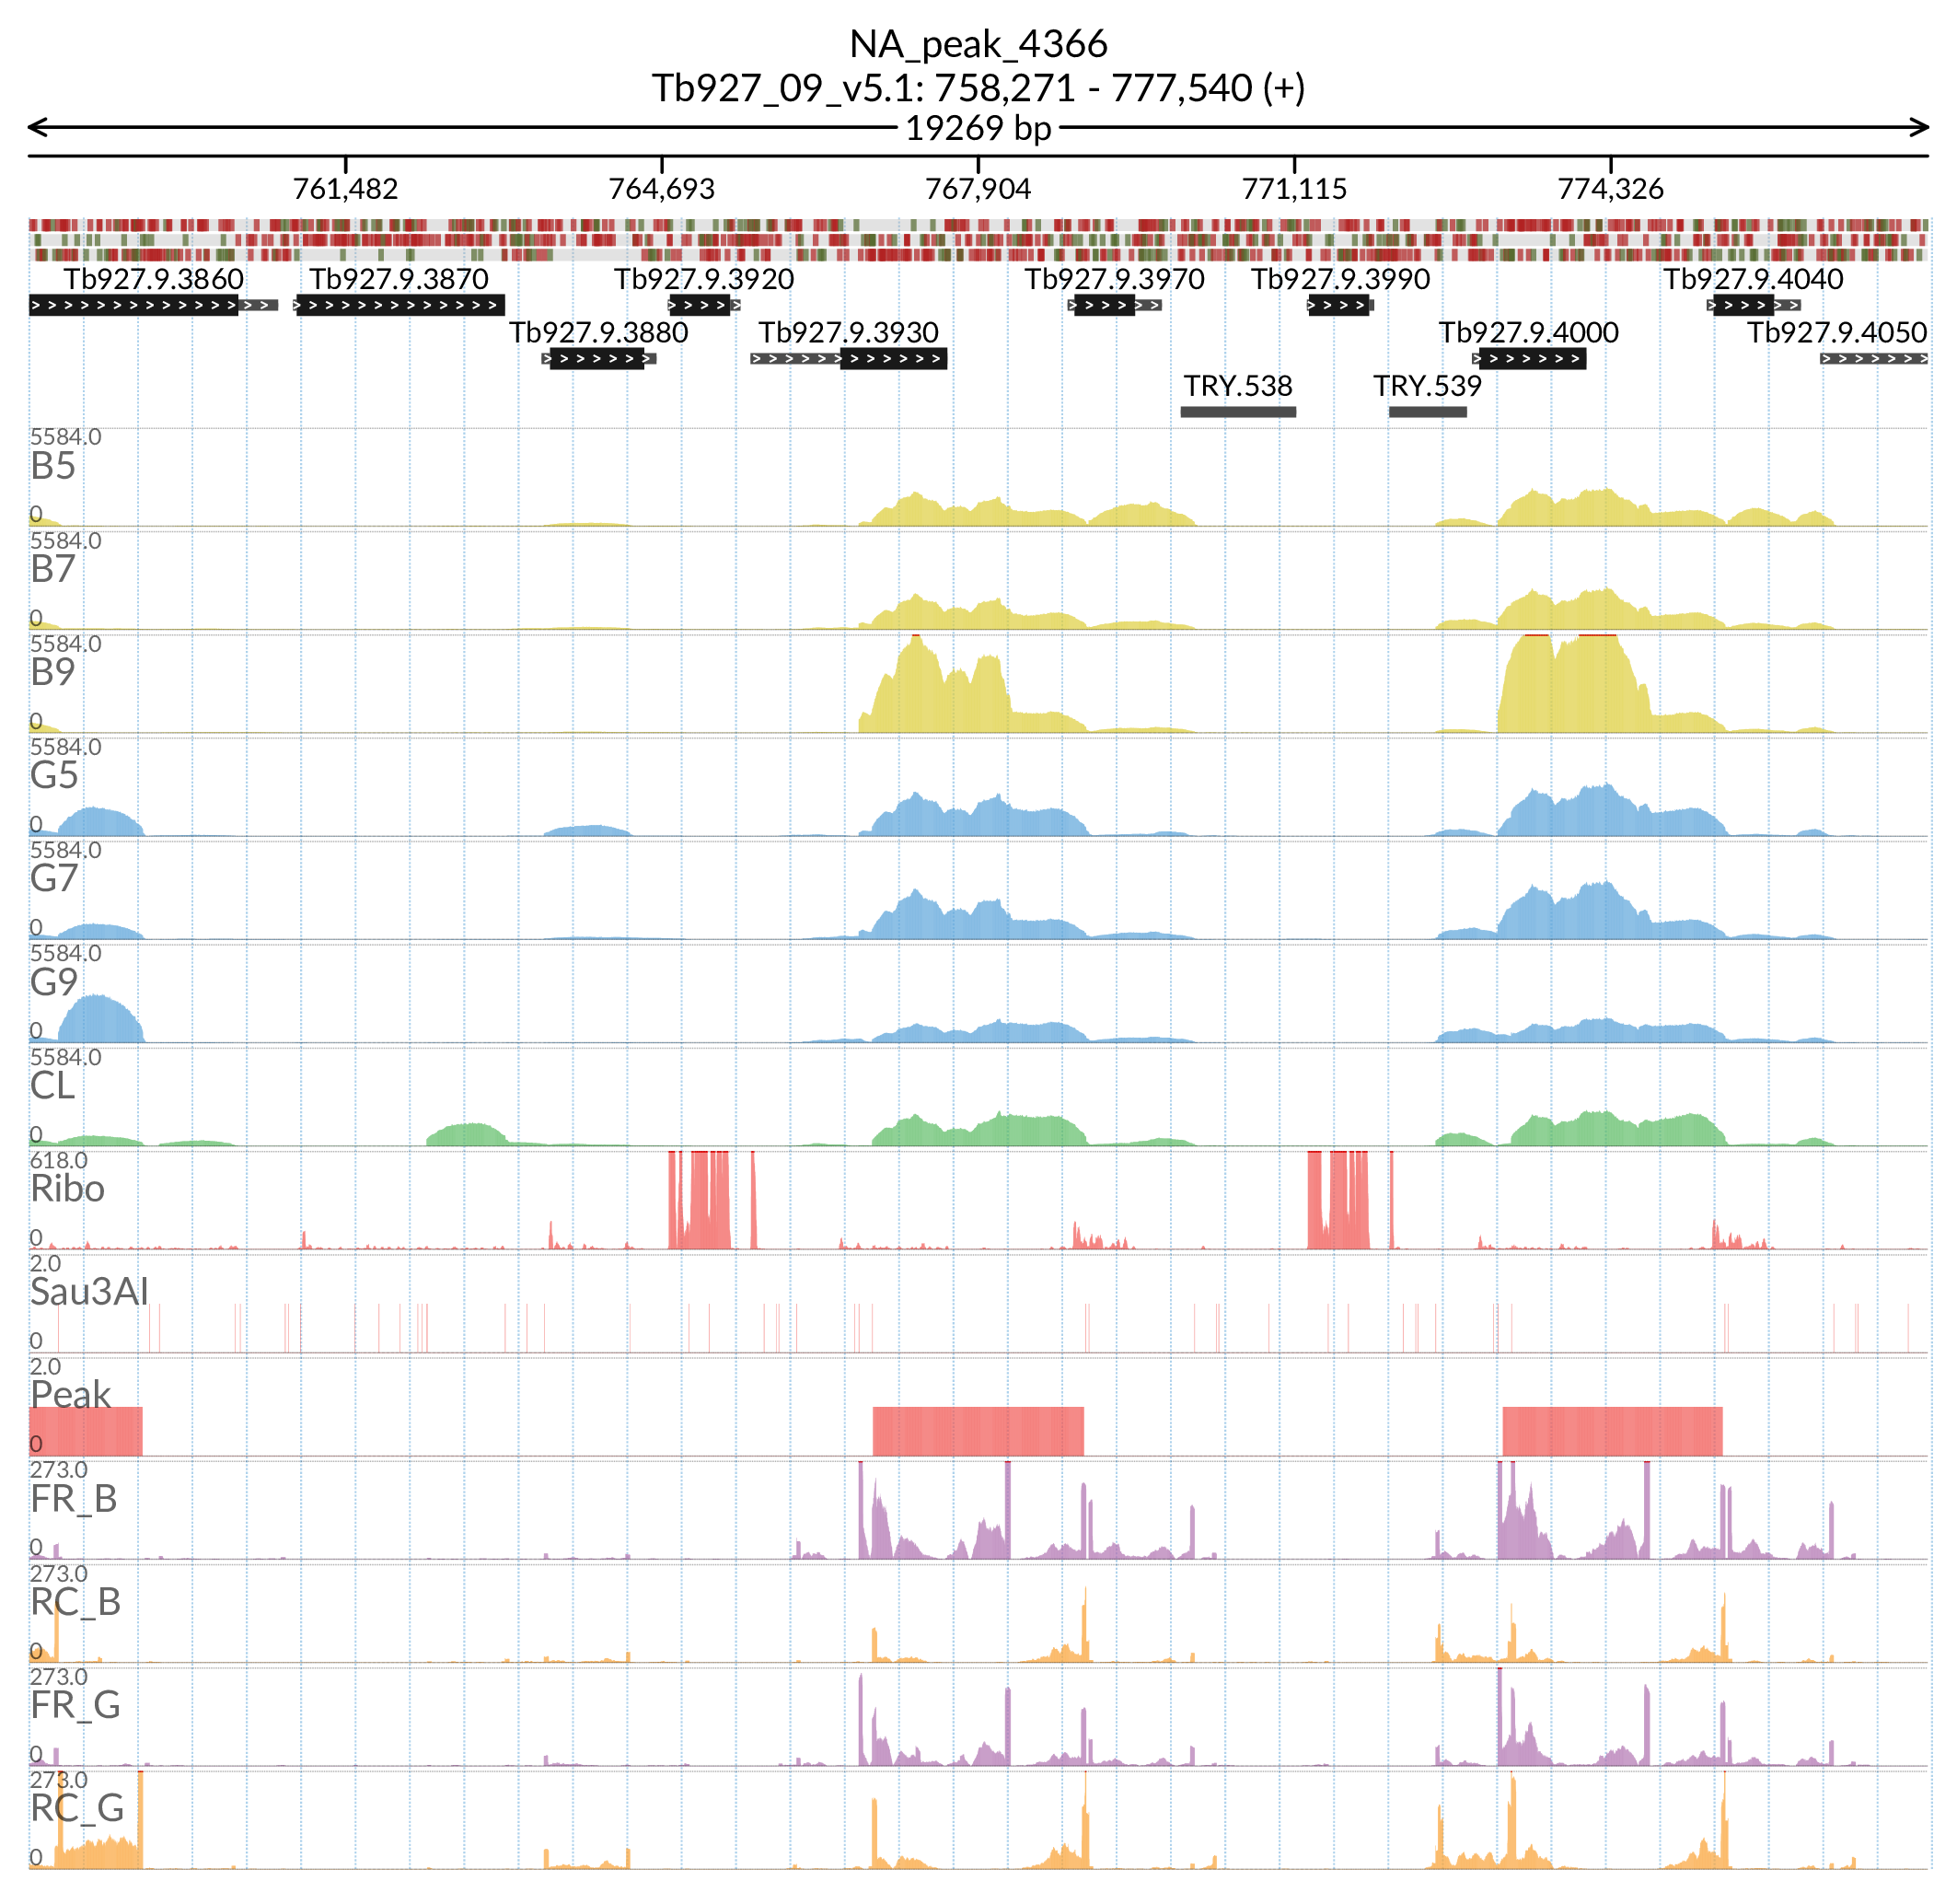 NA_peak_4366
Tb927_09_v5.1: 758,271 - 777,540 (+)
19269 bp
761,482 764,693 767,904 771,115 774,326
Tb927.9.3860 Tb927.9.3870 Tb927.9.3920 Tb927.9.3970 Tb927.9.3990 Tb927.9.4040
Tb927.9.3880 Tb927.9.3930 Tb927.9.4000 Tb927.9.4050
TRY.538 TRY.539
5584.0
B5
0
5584.0
B7
0
5584.0
B9
0
5584.0
G5
0
5584.0
G7
0
5584.0
G9
0
5584.0
CL
0
618.0
Ribo
0
2.0
Sau3AI
0
2.0
Peak
0
273.0
FR_B
0
273.0
RC_B
0
273.0
FR_G
0
273.0
RC_G
0